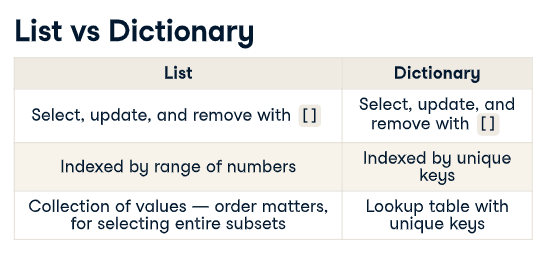 List vs Dictionary
List
Dictionary
Select, update, and remove with []
Select, update, and
remove with []
Indexed by range of numbers
Indexed by unique
keys
Collection of values — order matters,
for selecting entire subsets
Lookup table with
unique keys